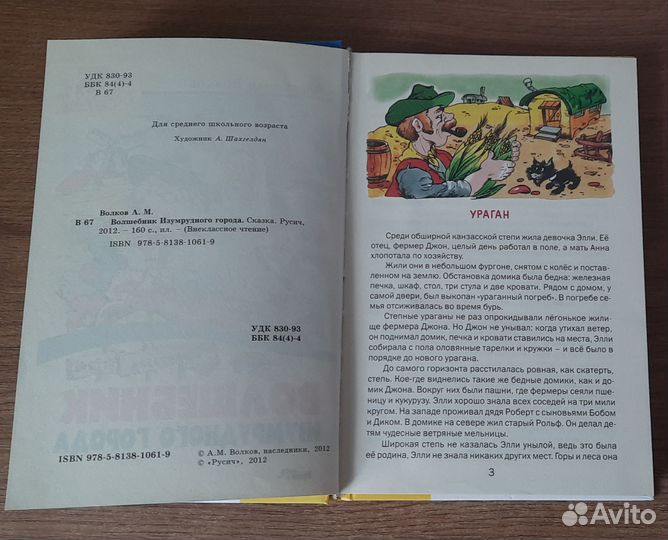 УДК 830-93
ББК 84(4)-4
В 67
Для среднего школьного возраста
Художник А. Шахгелдян
Волков А. М.
В 67 Волшебник Изумрудного города. Сказка. Русич,
2012. – 160 с., ил. – (Внеклассное чтение)
ISBN 978-5-8138-1061-9
УДК 830-93
ББК 84(4)-4
ISBN 978-5-8138-1061-9
© А.М. Волков, наследники, 2012
© «Русич», 2012
УРАГАН
Среди обширной канзасской степи жила девочка Элли. Её
отец, фермер Джон, целый день работал в поле, а мать Анна
хлопотала по хозяйству.
Жили они в небольшом фургоне, снятом с колёс и постав-
ленном на землю. Обстановка домика была бедна: железная
печка, шкаф, стол, три стула и две кровати. Рядом с домом, у
самой двери, был выкопан «ураганный погреб». В погребе се-
мья отсиживалась во время бурь.
Степные ураганы не раз опрокидывали лёгонькое жили-
ще фермера Джона. Но Джон не унывал: когда утихал ветер,
он поднимал домик, печка и кровати ставились на места, Элли
собирала с пола оловянные тарелки и кружки – и всё было в
порядке до нового урагана.
До самого горизонта расстилалась ровная, как скатерть,
степь. Кое-где виднелись такие же бедные домики, как и до-
мик Джона. Вокруг них были пашни, где фермеры сеяли пше-
ницу и кукурузу. Элли хорошо знала всех соседей на три мили
кругом. На западе проживал дядя Роберт с сыновьями Бобом
и Диком. В домике на севере жил старый Рольф. Он делал де-
тям чудесные ветряные мельницы.
Широкая степь не казалась Элли унылой, ведь это была
её родина, Элли не знала никаких других мест. Горы и леса она
3
Avito